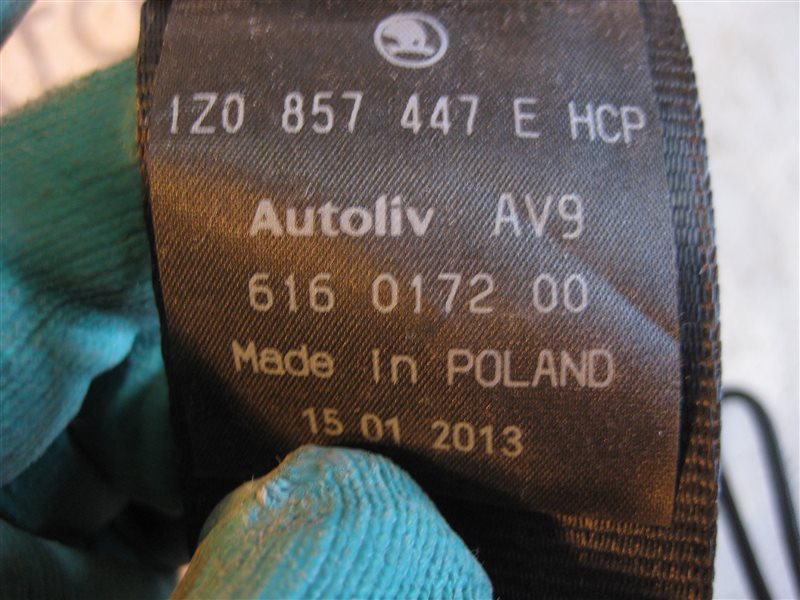 1Z0 857 447 E HCP
Autoliv AV9
616 0172 00
Made in POLAND
15 01 2013